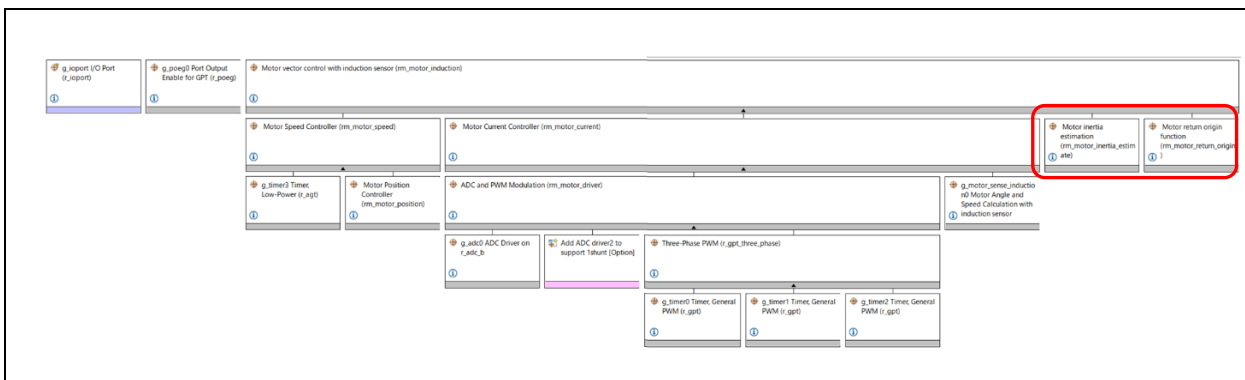 g_ioport I/O Port
(r_ioport)
g_poeg0 Port Output
Enable for GPT (r_poeg)
Motor vector control with induction sensor (rm_motor_induction)
Motor Speed Controller (rm_motor_speed)
Motor Current Controller (rm_motor_current)
Motor inertia
estimation
(rm_motor_inertia_estim
ate)
Motor return origin
function
(rm_motor_return_origin
)
g_timer3 Timer,
Low-Power (r_agt)
Motor Position
Controller
(rm_motor_position)
ADC and PWM Modulation (rm_motor_driver)
g_motor_sense_inductio
n0 Motor Angle and
Speed Calculation with
induction sensor
g_adc0 ADC Driver on
r_adc_b
Add ADC driver2 to
support 1shunt [Option]
Three-Phase PWM (r_gpt_three_phase)
g_timer0 Timer, General
PWM (r_gpt)
g_timer1 Timer, General
PWM (r_gpt)
g_timer2 Timer, General
PWM (r_gpt)